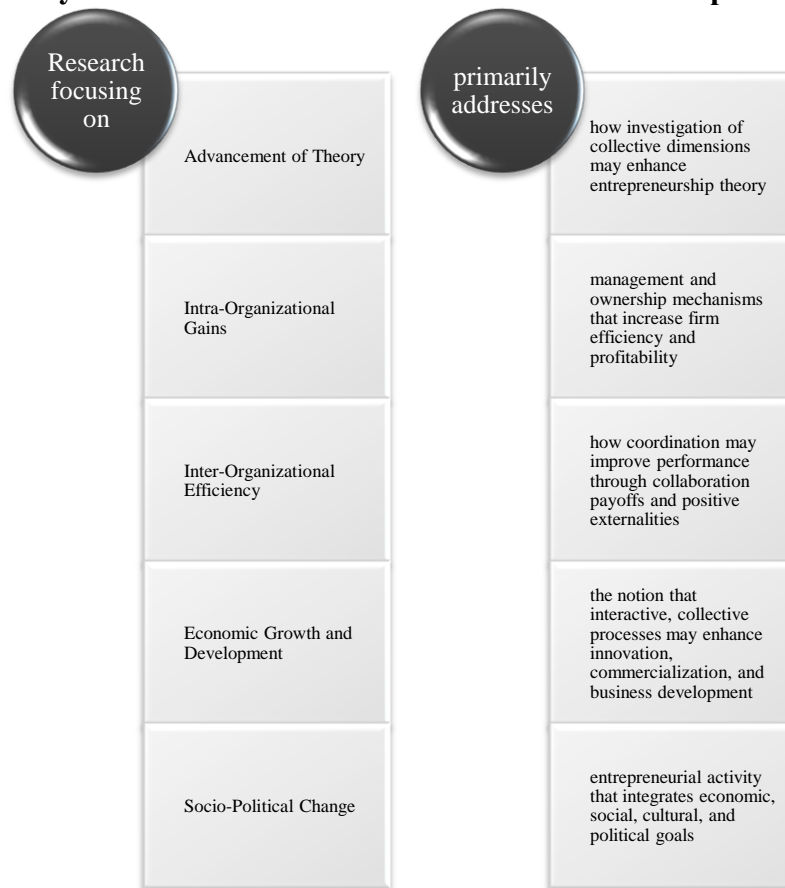 Research
focusing
on
primarily
addresses
Advancement of Theory
how investigation of
collective dimensions
may enhance
entrepreneurship theory
Intra-Organizational
Gains
management and
ownership mechanisms
that increase firm
efficiency and
profitability
Inter-Organizational
Efficiency
how coordination may
improve performance
through collaboration
payoffs and positive
externalities
Economic Growth and
Development
the notion that
interactive, collective
processes may enhance
innovation,
commercialization, and
business development
Socio-Political Change
entrepreneurial activity
that integrates economic,
social, cultural, and
political goals